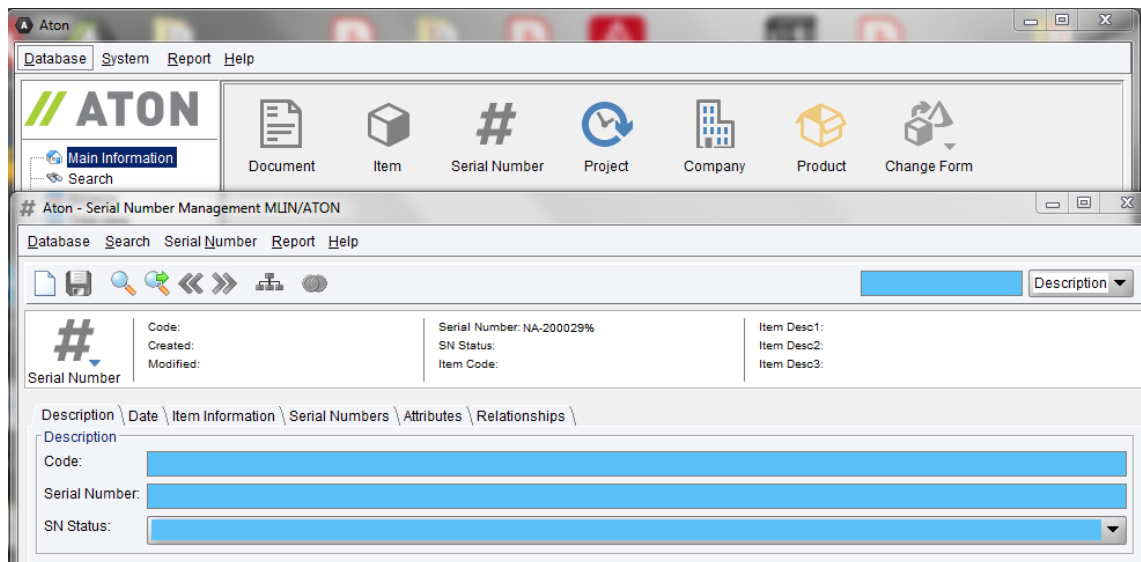 Aton
Database System Report Help
// ATON
Main Information
Search
Document Item Serial Number Project Company Product Change Form
# Aton - Serial Number Management MLIN/ATON
Database Search Serial Number Report Help
Description
# Serial Number
Code:
Created:
Modified:
Serial Number: NA-200029%
SN Status:
Item Code:
Item Desc1:
Item Desc2:
Item Desc3:
Description Date Item Information Serial Numbers Attributes Relationships
Description
Code:
Serial Number:
SN Status: